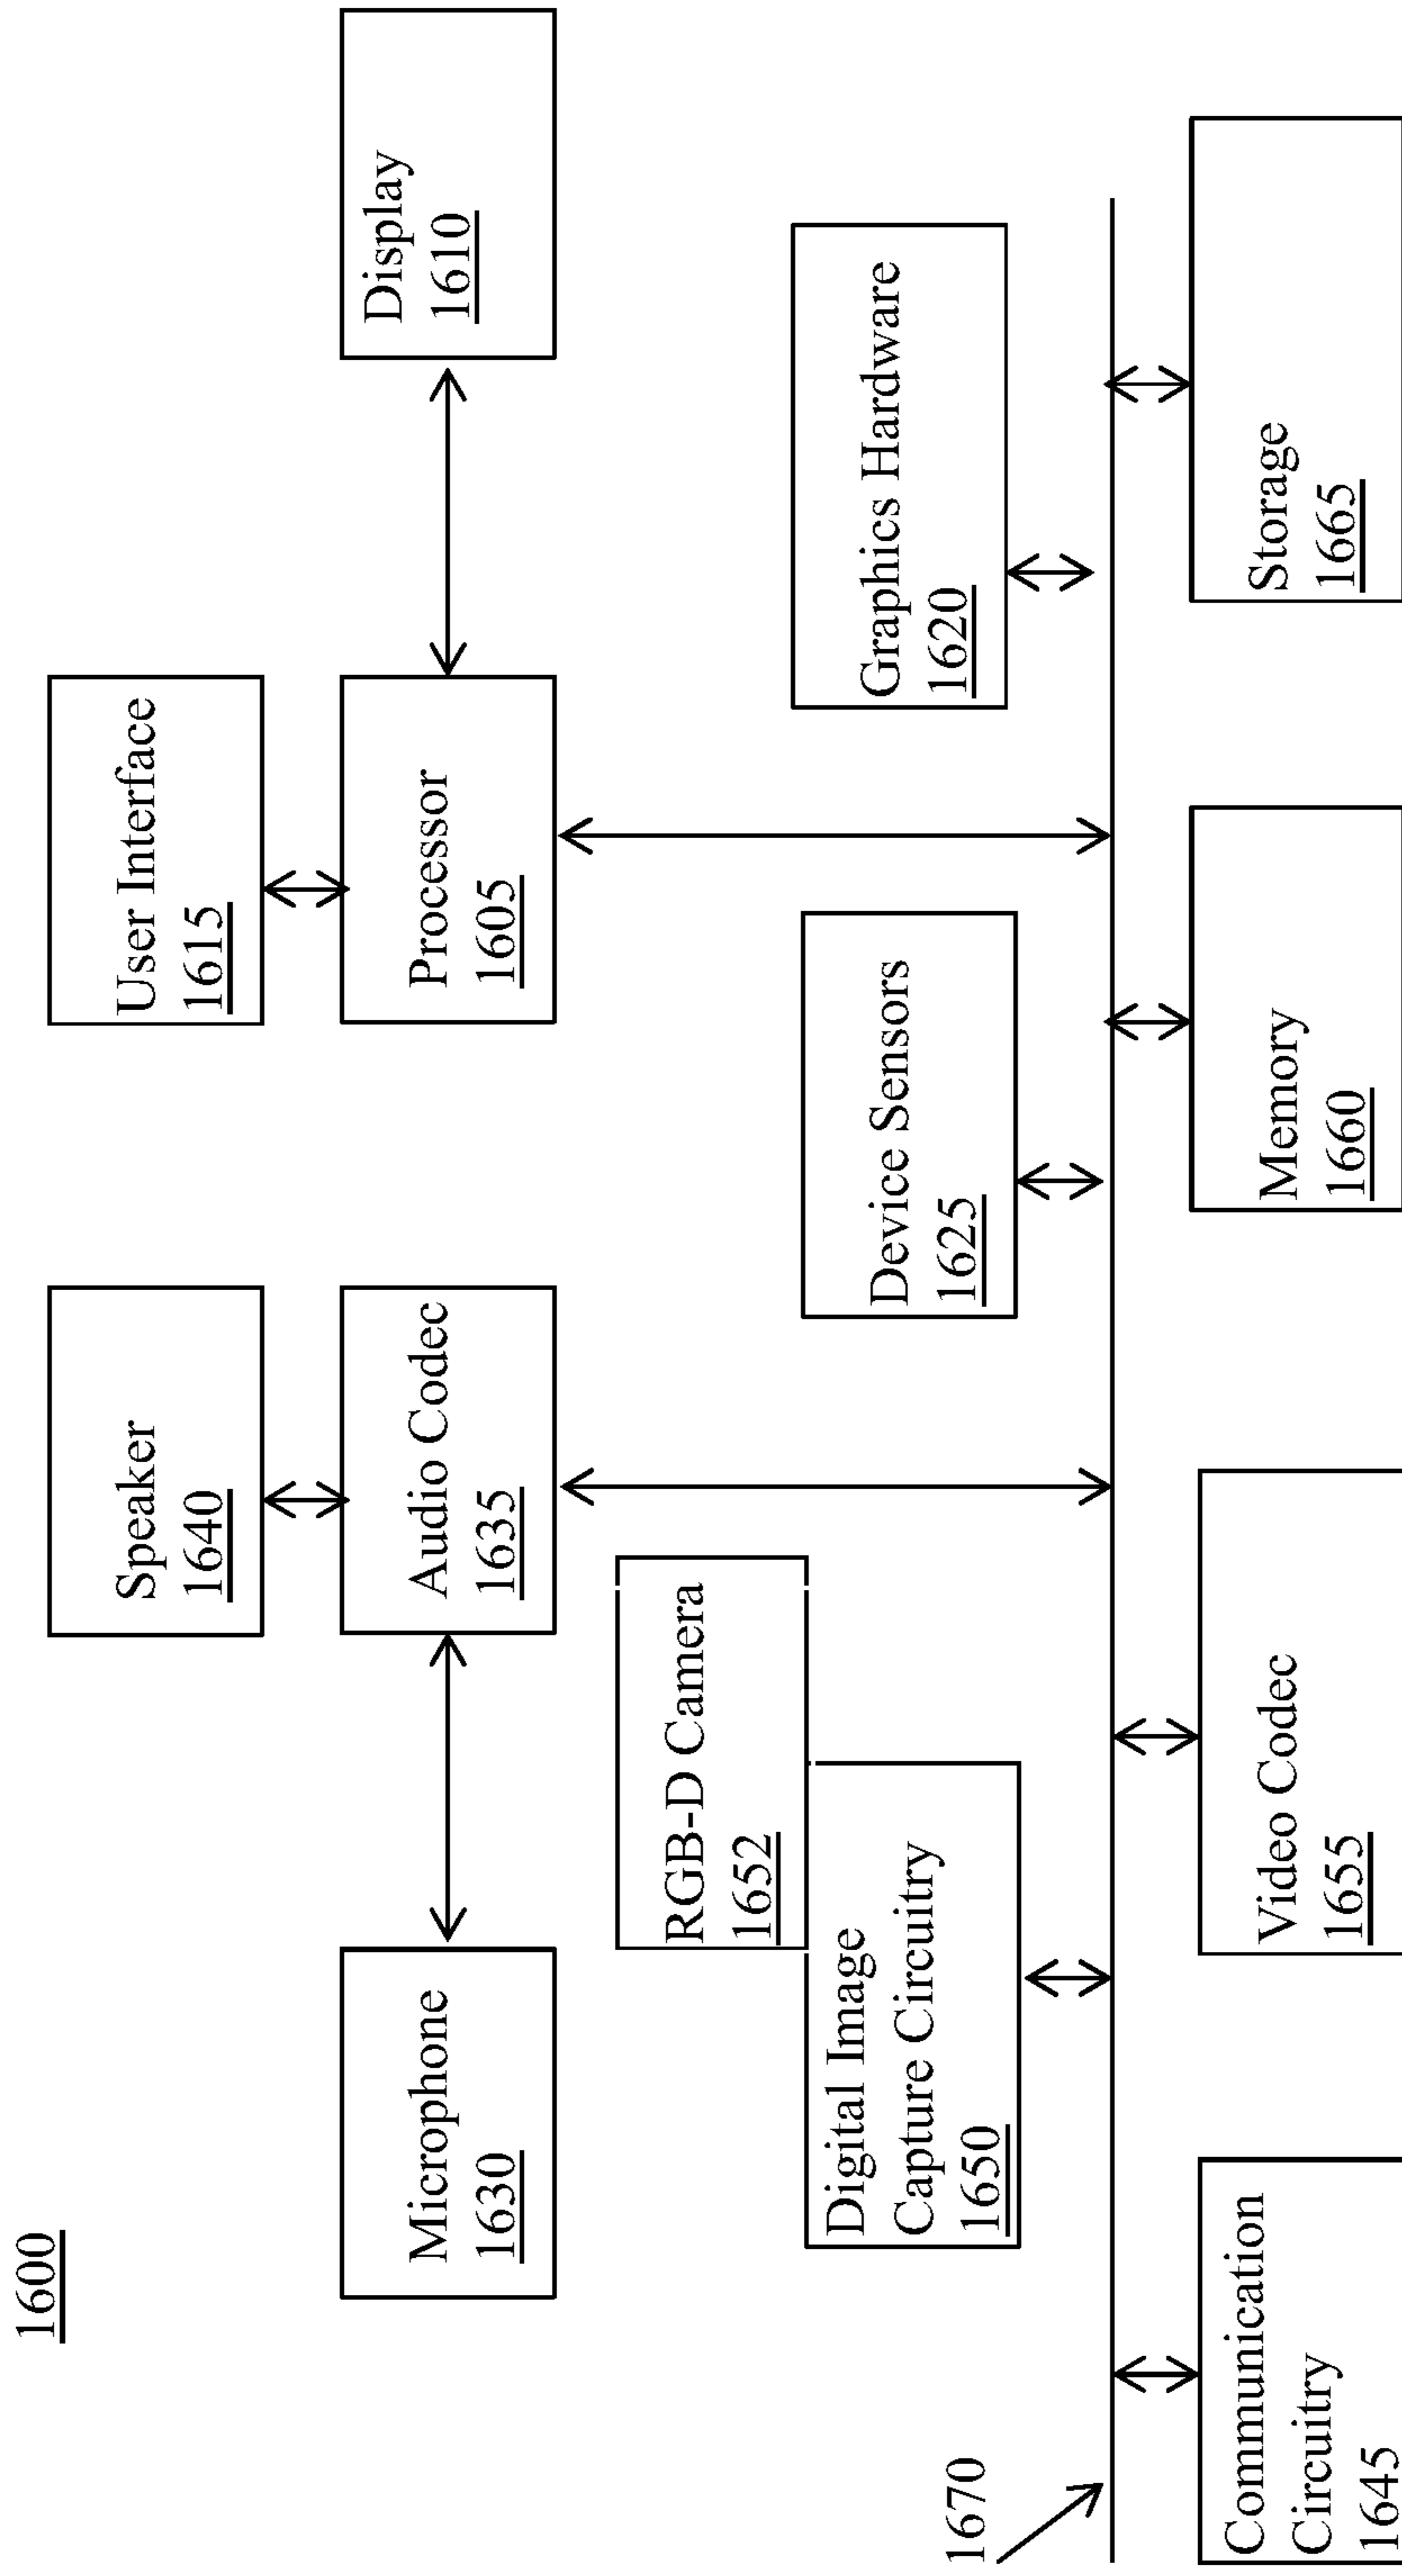 1600
Speaker
1640
User Interface
1615
Microphone
1630
Audio Codec
1635
Processor
1605
Display
1610
RGB-D Camera
1652
Digital Image
Capture Circuitry
1650
Device Sensors
1625
Graphics Hardware
1620
1670
Communication
Circuitry
1645
Video Codec
1655
Memory
1660
Storage
1665